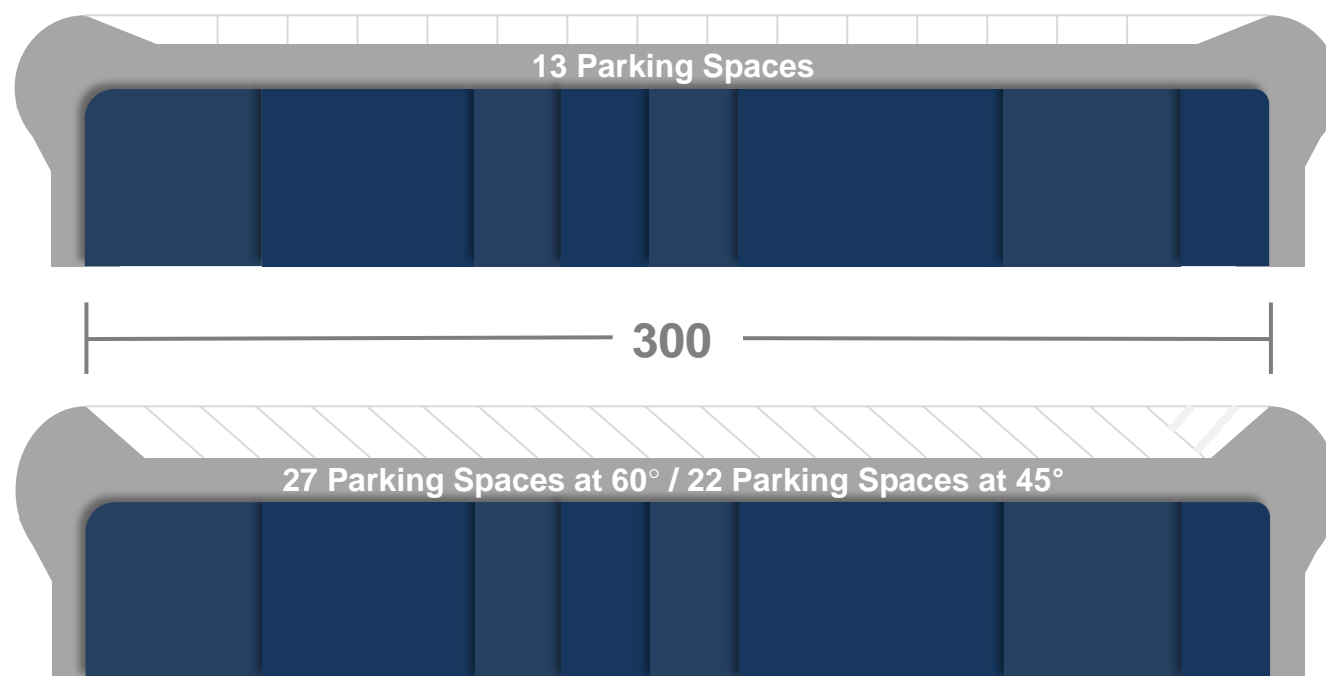 13 Parking Spaces
300
27 Parking Spaces at 60○ / 22 Parking Spaces at 45°